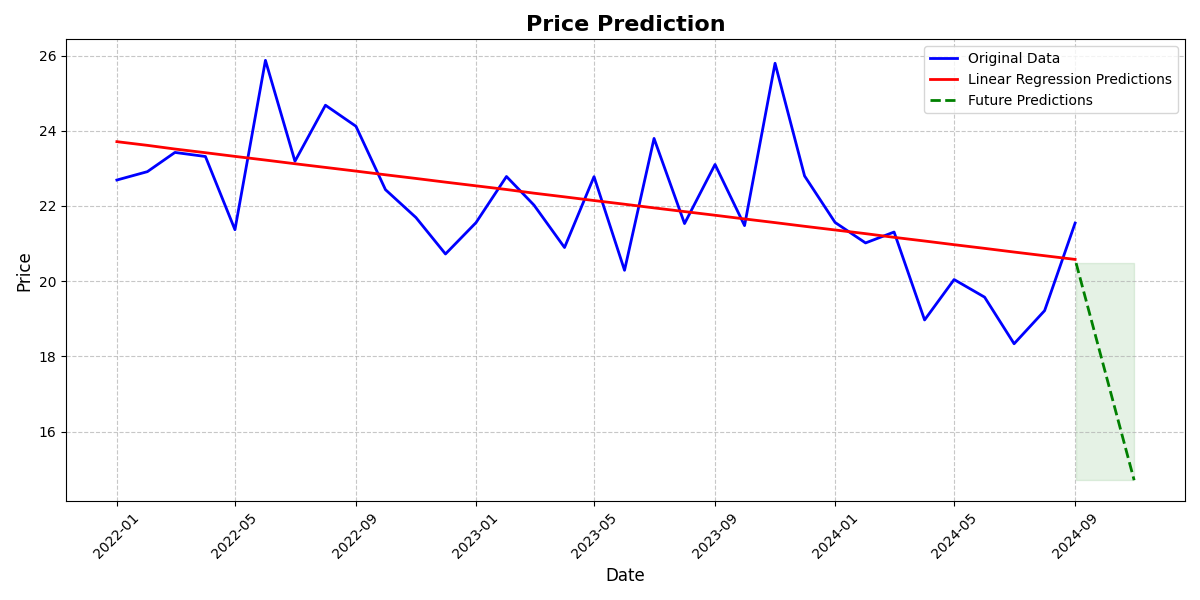 Price Prediction
Original Data
Linear Regression Predictions
Future Predictions
Price
26
24
22
20
18
16
2022-01
2022-05
2022-09
2023-01
2023-05
2023-09
2024-01
2024-05
2024-09
Date